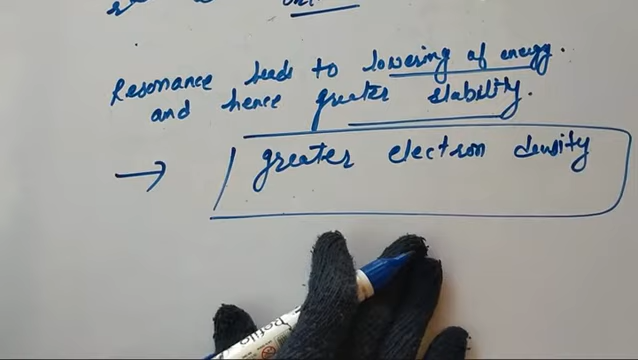 Resonance leads to lowering of energy.
and hence greater stability.
→ greater electron density